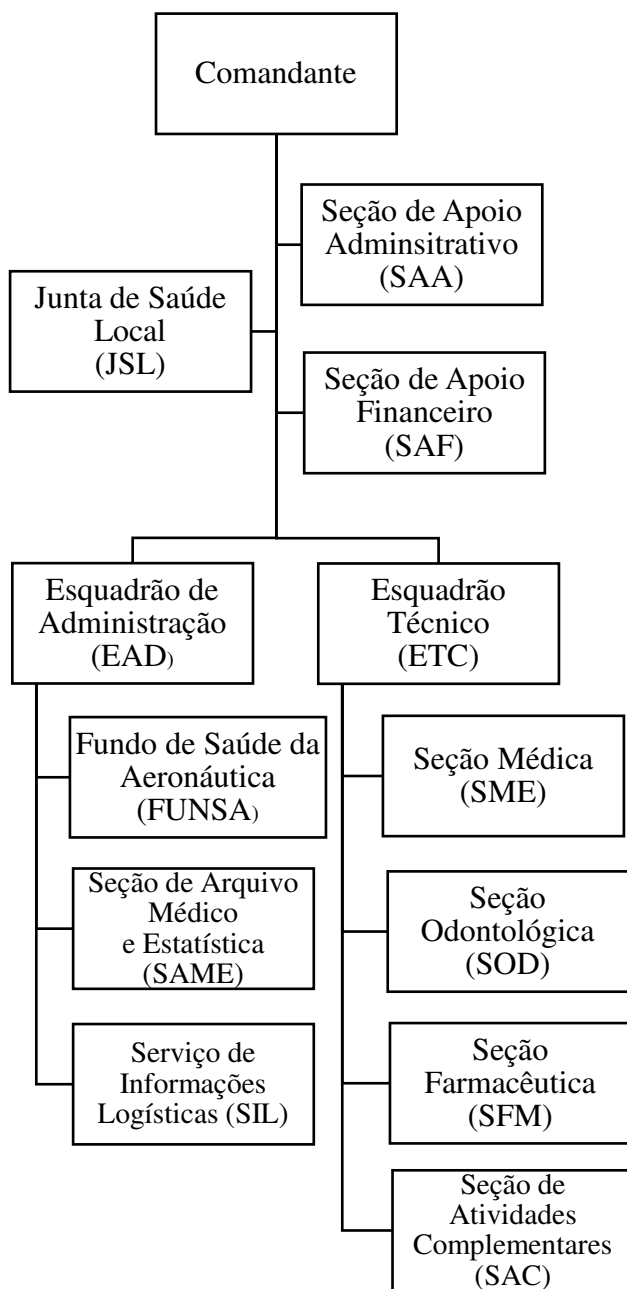 Comandante
Seção de Apoio
Adminsitrativo
(SAA)
Junta de Saúde
Local
(JSL)
Seção de Apoio
Financeiro
(SAF)
Esquadrão de
Administração
(EAD)
Esquadrão
Técnico
(ETC)
Fundo de Saúde da
Aeronáutica
(FUNSA)
Seção de Arquivo
Médico
e Estatística
(SAME)
Serviço de
Informações
Logísticas (SIL)
Seção Médica
(SME)
Seção
Odontológica
(SOD)
Seção
Farmacêutica
(SFM)
Seção de
Atividades
Complementares
(SAC)